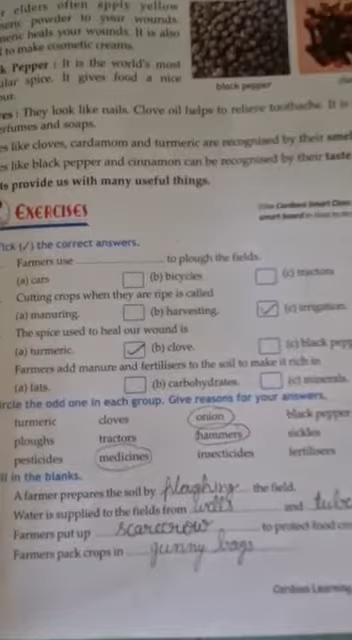 r elders often apply yellow
meric powder to your wounds.
meric heals your wounds. It is also
d to make cosmetic creams.
k Pepper : It is the world's most
ular spice. It gives food a nice
our.
black pepper
es : They look like nails. Clove oil helps to relieve toothache. It is
erfumes and soaps.
es like cloves, cardamom and turmeric are recognised by their smel
es like black pepper and cinnamon can be recognised by their taste
ts provide us with many useful things.
EXERCISES
Tick (✓) the correct answers.
Farmers use ______ to plough the fields.
(a) cars (b) bicycles (c) tractors
Cutting crops when they are ripe is called
(a) manuring. (b) harvesting. (c) irrigation.
The spice used to heal our wound is
(a) turmeric. (b) clove. (c) black pepp
Farmers add manure and fertilisers to the soil to make it rich in
(a) fats. (b) carbohydrates. (c) minerals.
ircle the odd one in each group. Give reasons for your answers.
turmeric cloves onion black pepper
ploughs tractors hammers sickles
pesticides medicines insecticides fertilisers
ll in the blanks.
A farmer prepares the soil by ploughing the field.
Water is supplied to the fields from wells and tube
Farmers put up scarecrow to protect food cro
Farmers pack crops in gunny bags
Cordova Learning